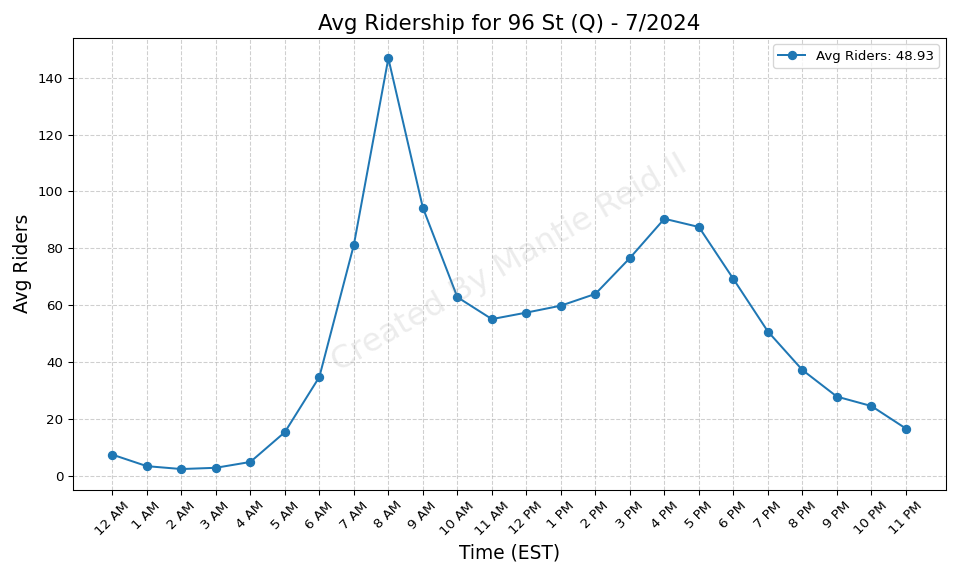 Avg Ridership for 96 St (Q) - 7/2024
Avg Riders: 48.93
Avg Riders
140
120
100
80
60
40
20
0
Created By Mantie Reid II
12 AM
1 AM
2 AM
3 AM
4 AM
5 AM
6 AM
7 AM
8 AM
9 AM
10 AM
11 AM
12 PM
1 PM
2 PM
3 PM
4 PM
5 PM
6 PM
7 PM
8 PM
9 PM
10 PM
11 PM
Time (EST)